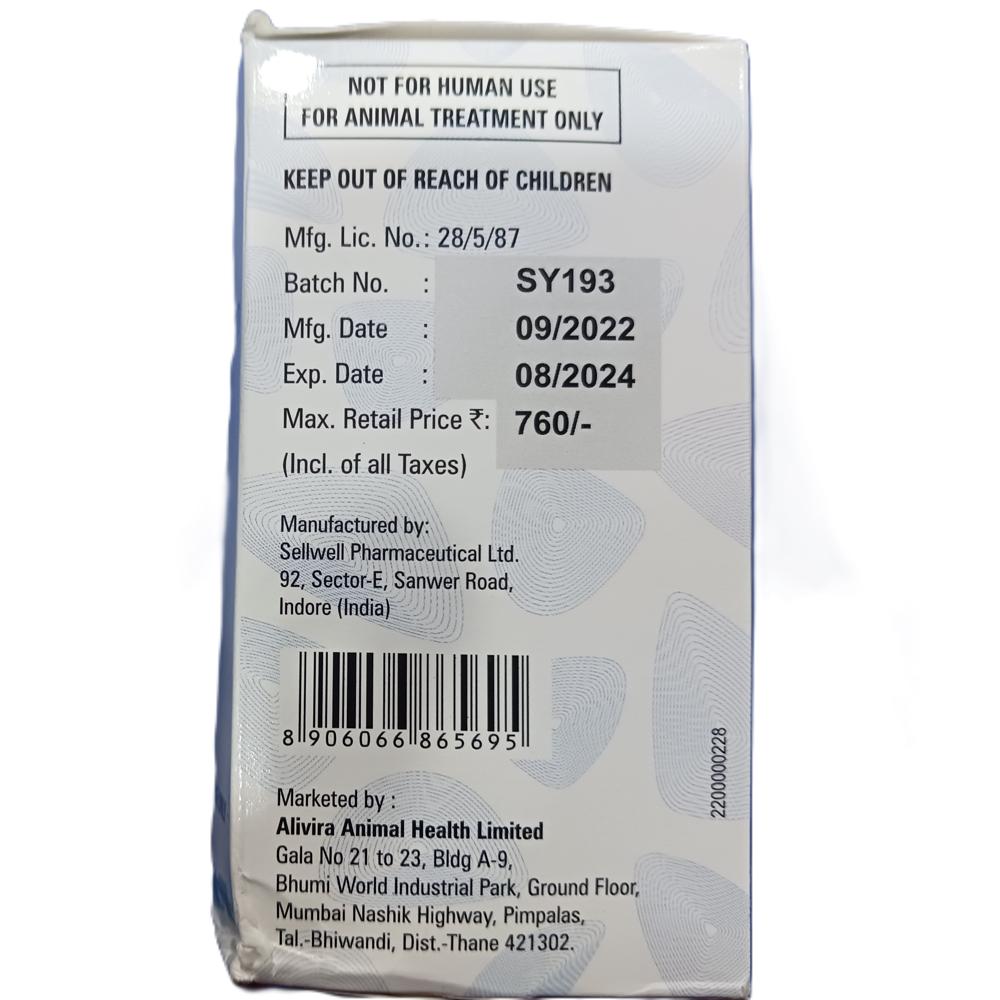 NOT FOR HUMAN USE
FOR ANIMAL TREATMENT ONLY
KEEP OUT OF REACH OF CHILDREN
Mfg. Lic. No.: 28/5/87
Batch No. : SY193
Mfg. Date : 09/2022
Exp. Date : 08/2024
Max. Retail Price ₹: 760/-
(Incl. of all Taxes)
Manufactured by:
Sellwell Pharmaceutical Ltd.
92, Sector-E, Sanwer Road,
Indore (India)
8 906066 865695
2200000228
Marketed by :
Alivira Animal Health Limited
Gala No 21 to 23, Bldg A-9,
Bhumi World Industrial Park, Ground Floor,
Mumbai Nashik Highway, Pimpalas,
Tal.-Bhiwandi, Dist.-Thane 421302.